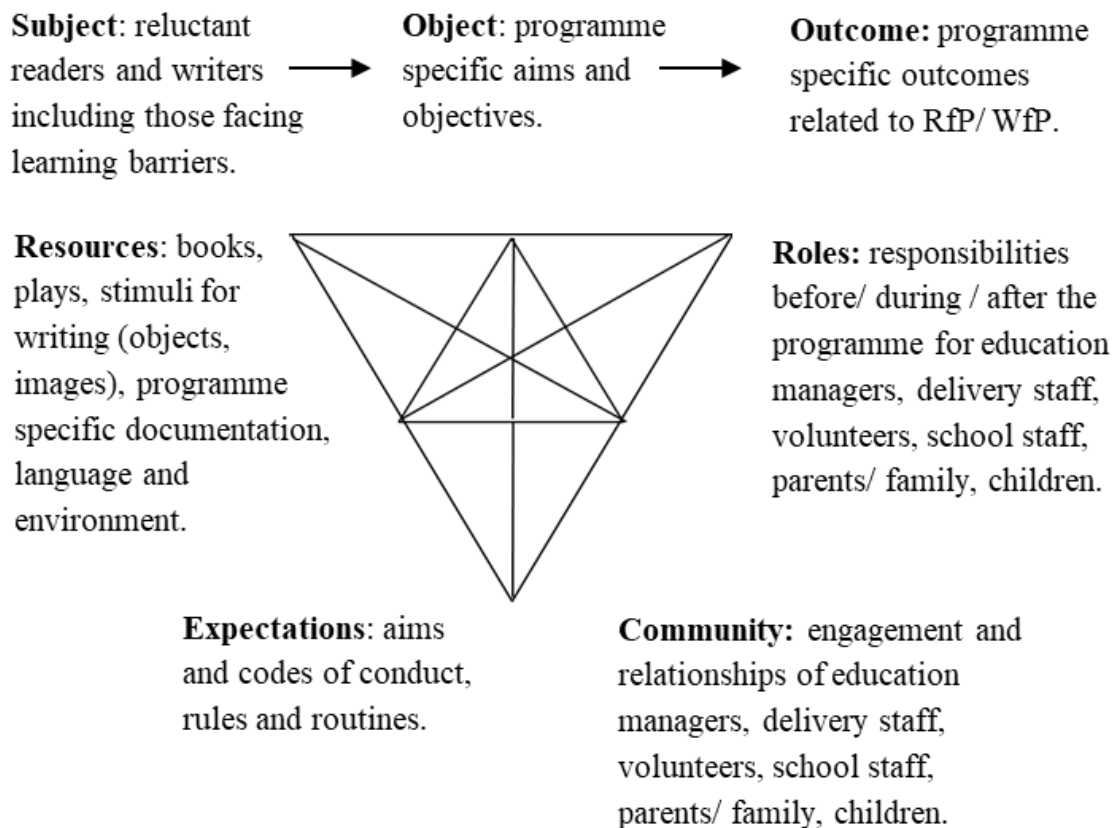 Subject: reluctant
readers and writers
including those facing
learning barriers.
Object: programme
specific aims and
objectives.
Outcome: programme
specific outcomes
related to RfP/ WfP.
Resources: books,
plays, stimuli for
writing (objects,
images), programme
specific documentation,
language and
environment.
Roles: responsibilities
before/ during / after the
programme for education
managers, delivery staff,
volunteers, school staff,
parents/ family, children.
Expectations: aims
and codes of conduct,
rules and routines.
Community: engagement and
relationships of education
managers, delivery staff,
volunteers, school staff,
parents/ family, children.